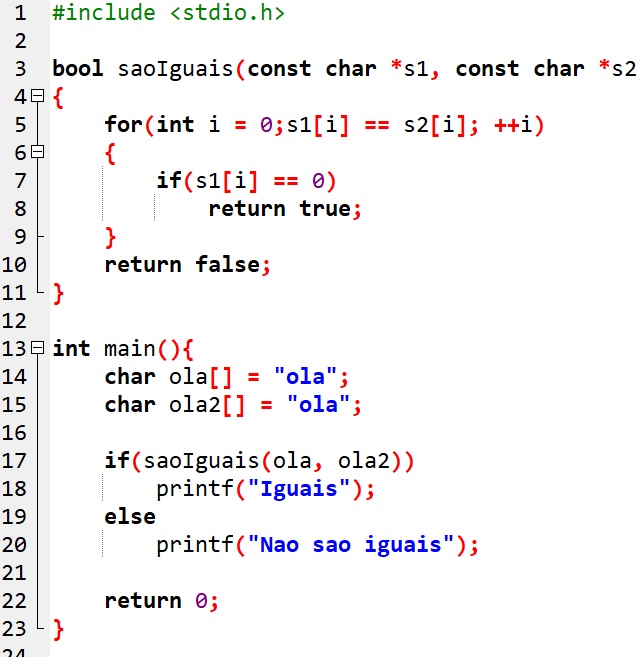 1 #include <stdio.h>
2
3 bool saoIguais(const char *s1, const char *s2
4 {
5 for(int i = 0;s1[i] == s2[i]; ++i)
6 {
7 if(s1[i] == 0)
8 return true;
9 }
10 return false;
11 }
12
13 int main(){
14 char ola[] = "ola";
15 char ola2[] = "ola";
16
17 if(saoIguais(ola, ola2))
18 printf("Iguais");
19 else
20 printf("Nao sao iguais");
21
22 return 0;
23 }
24